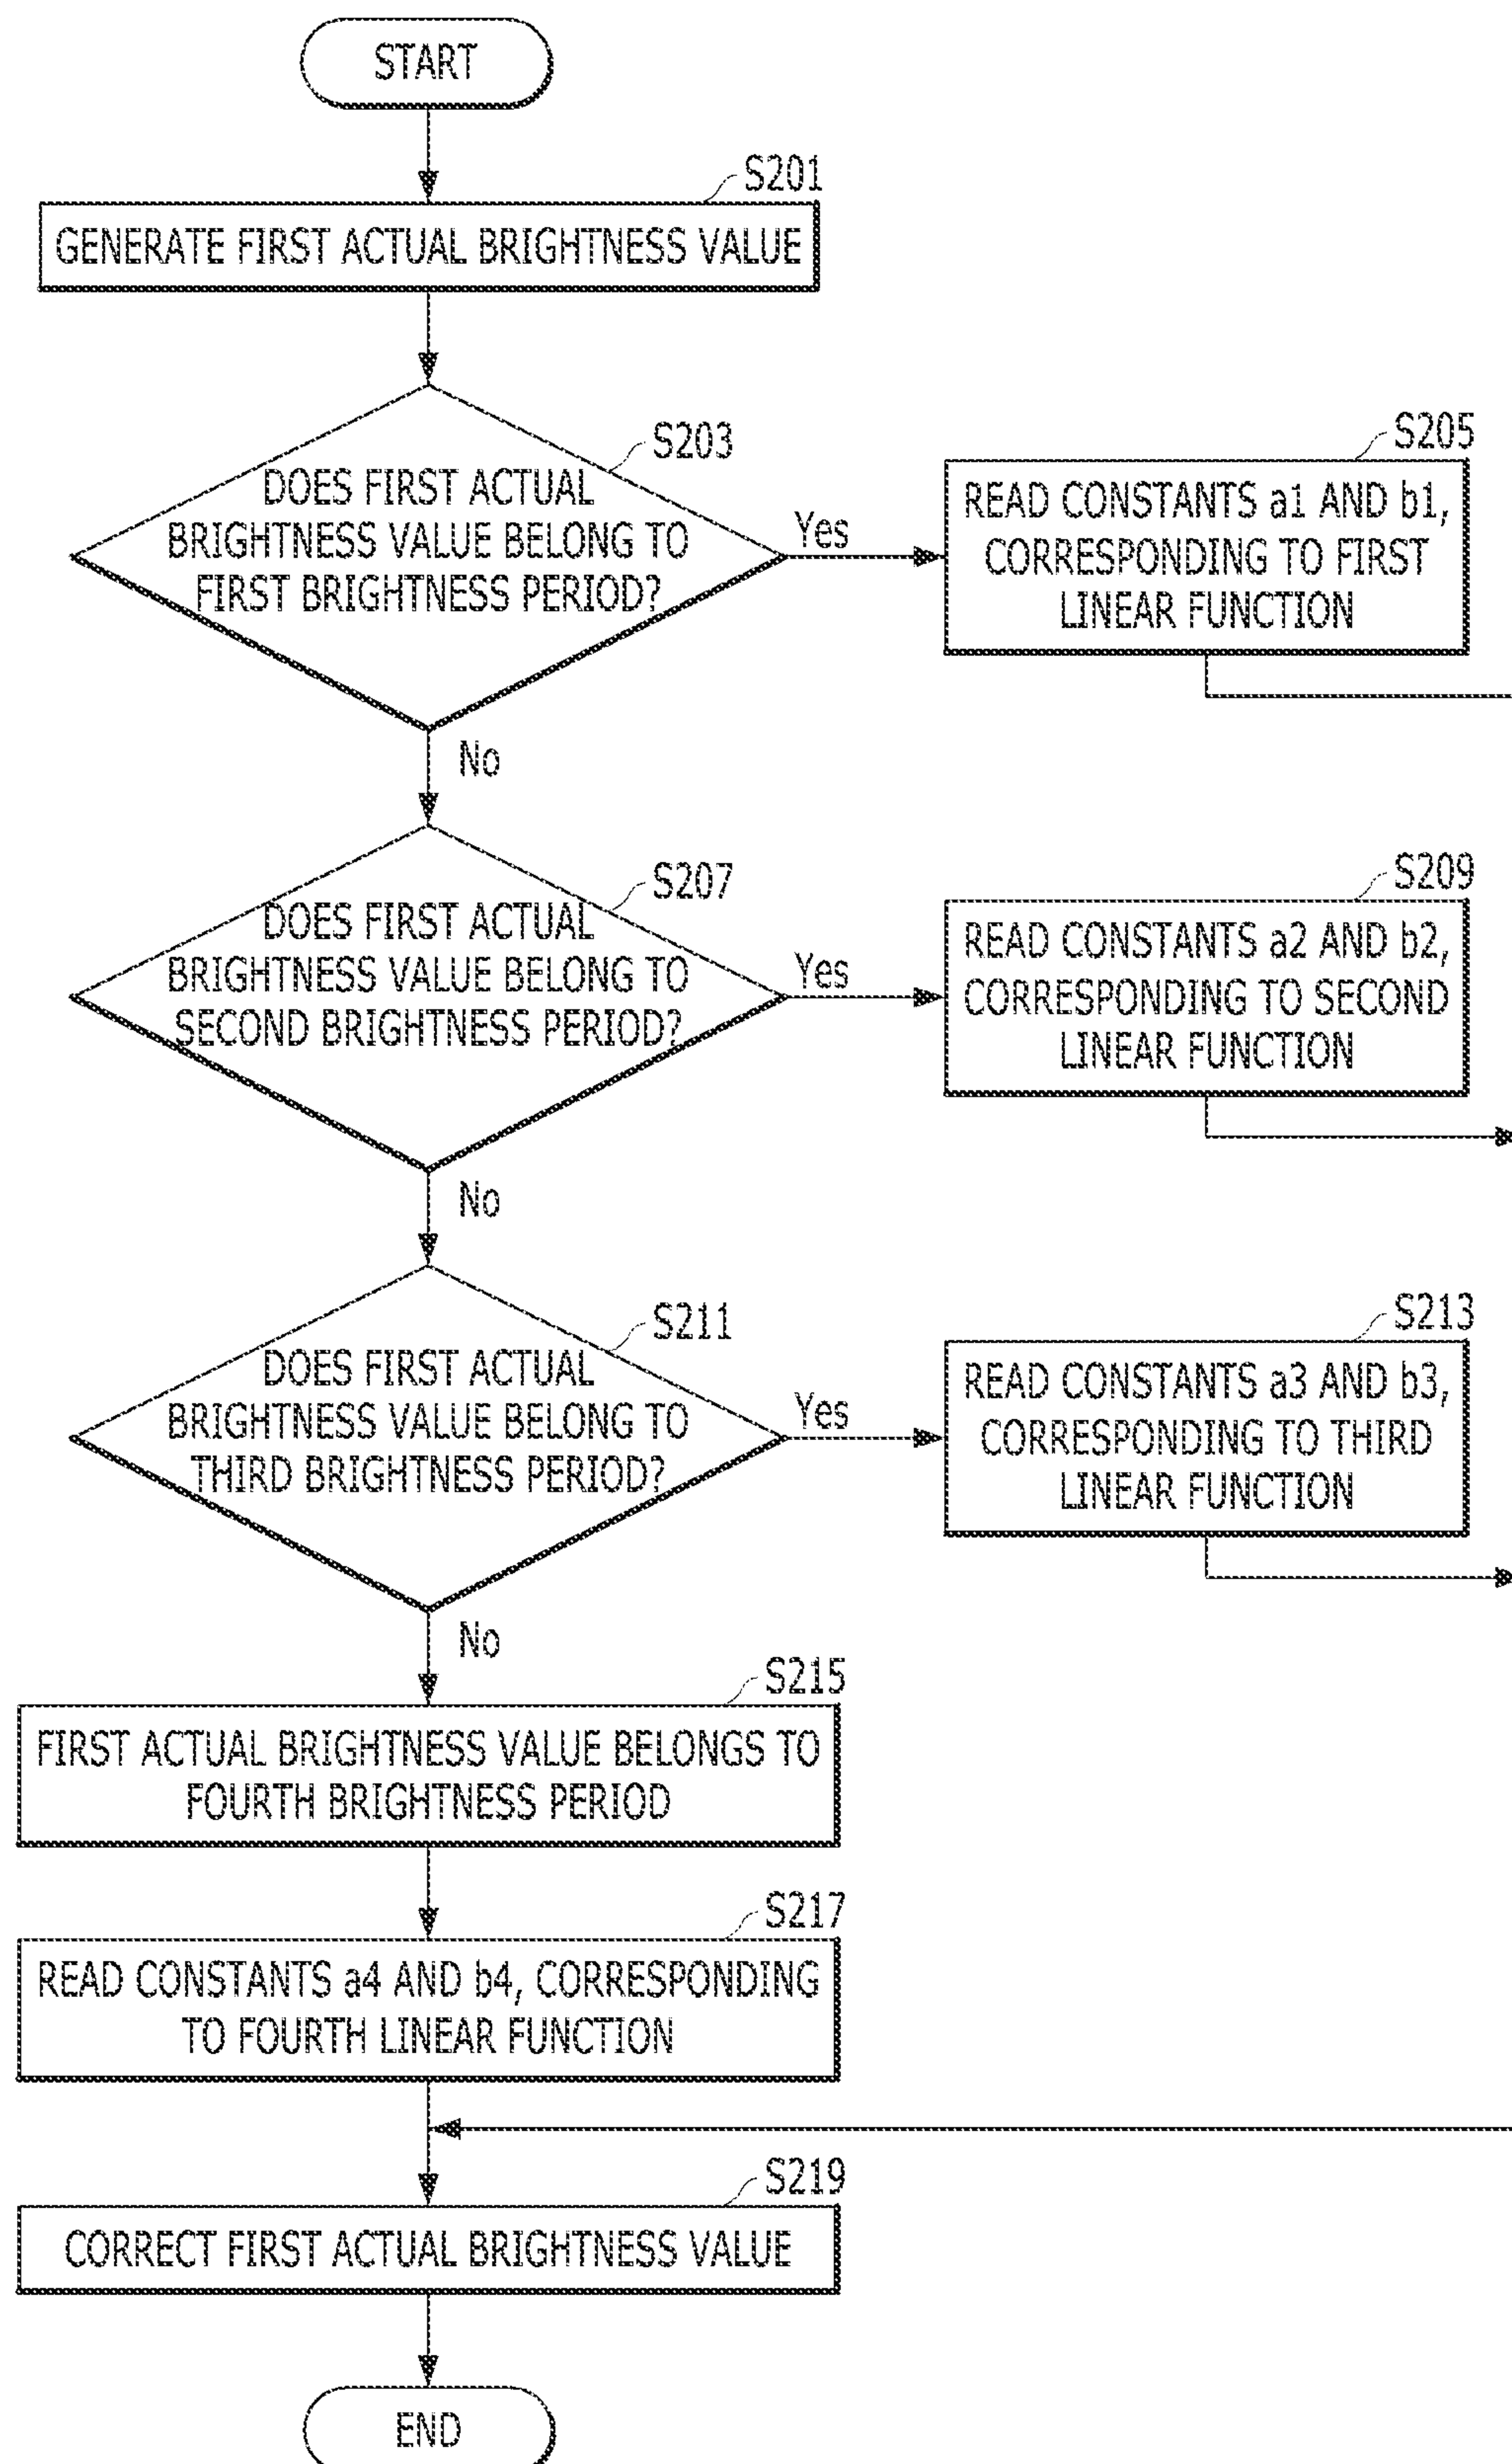 START
S201
GENERATE FIRST ACTUAL BRIGHTNESS VALUE
S203
DOES FIRST ACTUAL
BRIGHTNESS VALUE BELONG TO
FIRST BRIGHTNESS PERIOD?
Yes
S205
READ CONSTANTS a1 AND b1,
CORRESPONDING TO FIRST
LINEAR FUNCTION
No
S207
DOES FIRST ACTUAL
BRIGHTNESS VALUE BELONG TO
SECOND BRIGHTNESS PERIOD?
Yes
S209
READ CONSTANTS a2 AND b2,
CORRESPONDING TO SECOND
LINEAR FUNCTION
No
S211
DOES FIRST ACTUAL
BRIGHTNESS VALUE BELONG TO
THIRD BRIGHTNESS PERIOD?
Yes
S213
READ CONSTANTS a3 AND b3,
CORRESPONDING TO THIRD
LINEAR FUNCTION
No
S215
FIRST ACTUAL BRIGHTNESS VALUE BELONGS TO
FOURTH BRIGHTNESS PERIOD
S217
READ CONSTANTS a4 AND b4, CORRESPONDING
TO FOURTH LINEAR FUNCTION
S219
CORRECT FIRST ACTUAL BRIGHTNESS VALUE
END